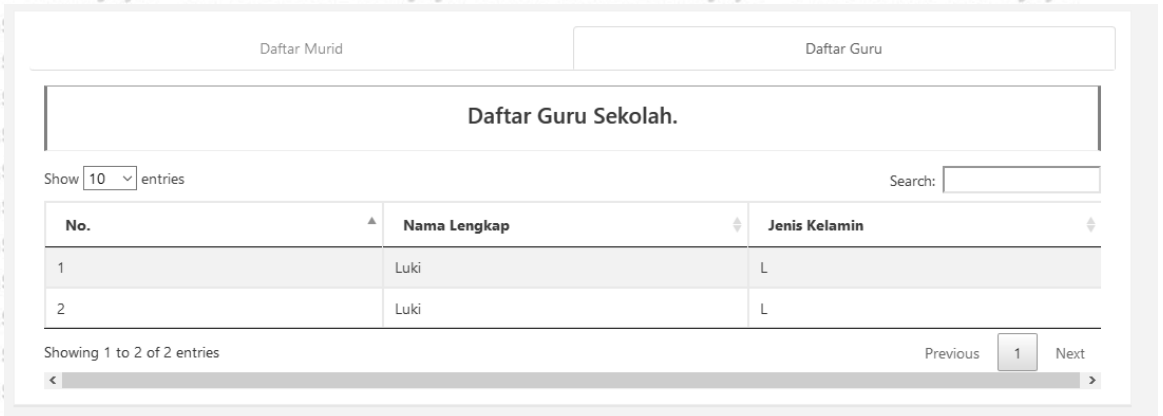 Daftar Murid Daftar Guru
Daftar Guru Sekolah.
Show 10 entries Search:
No. Nama Lengkap Jenis Kelamin
1 Luki L
2 Luki L
Showing 1 to 2 of 2 entries Previous 1 Next